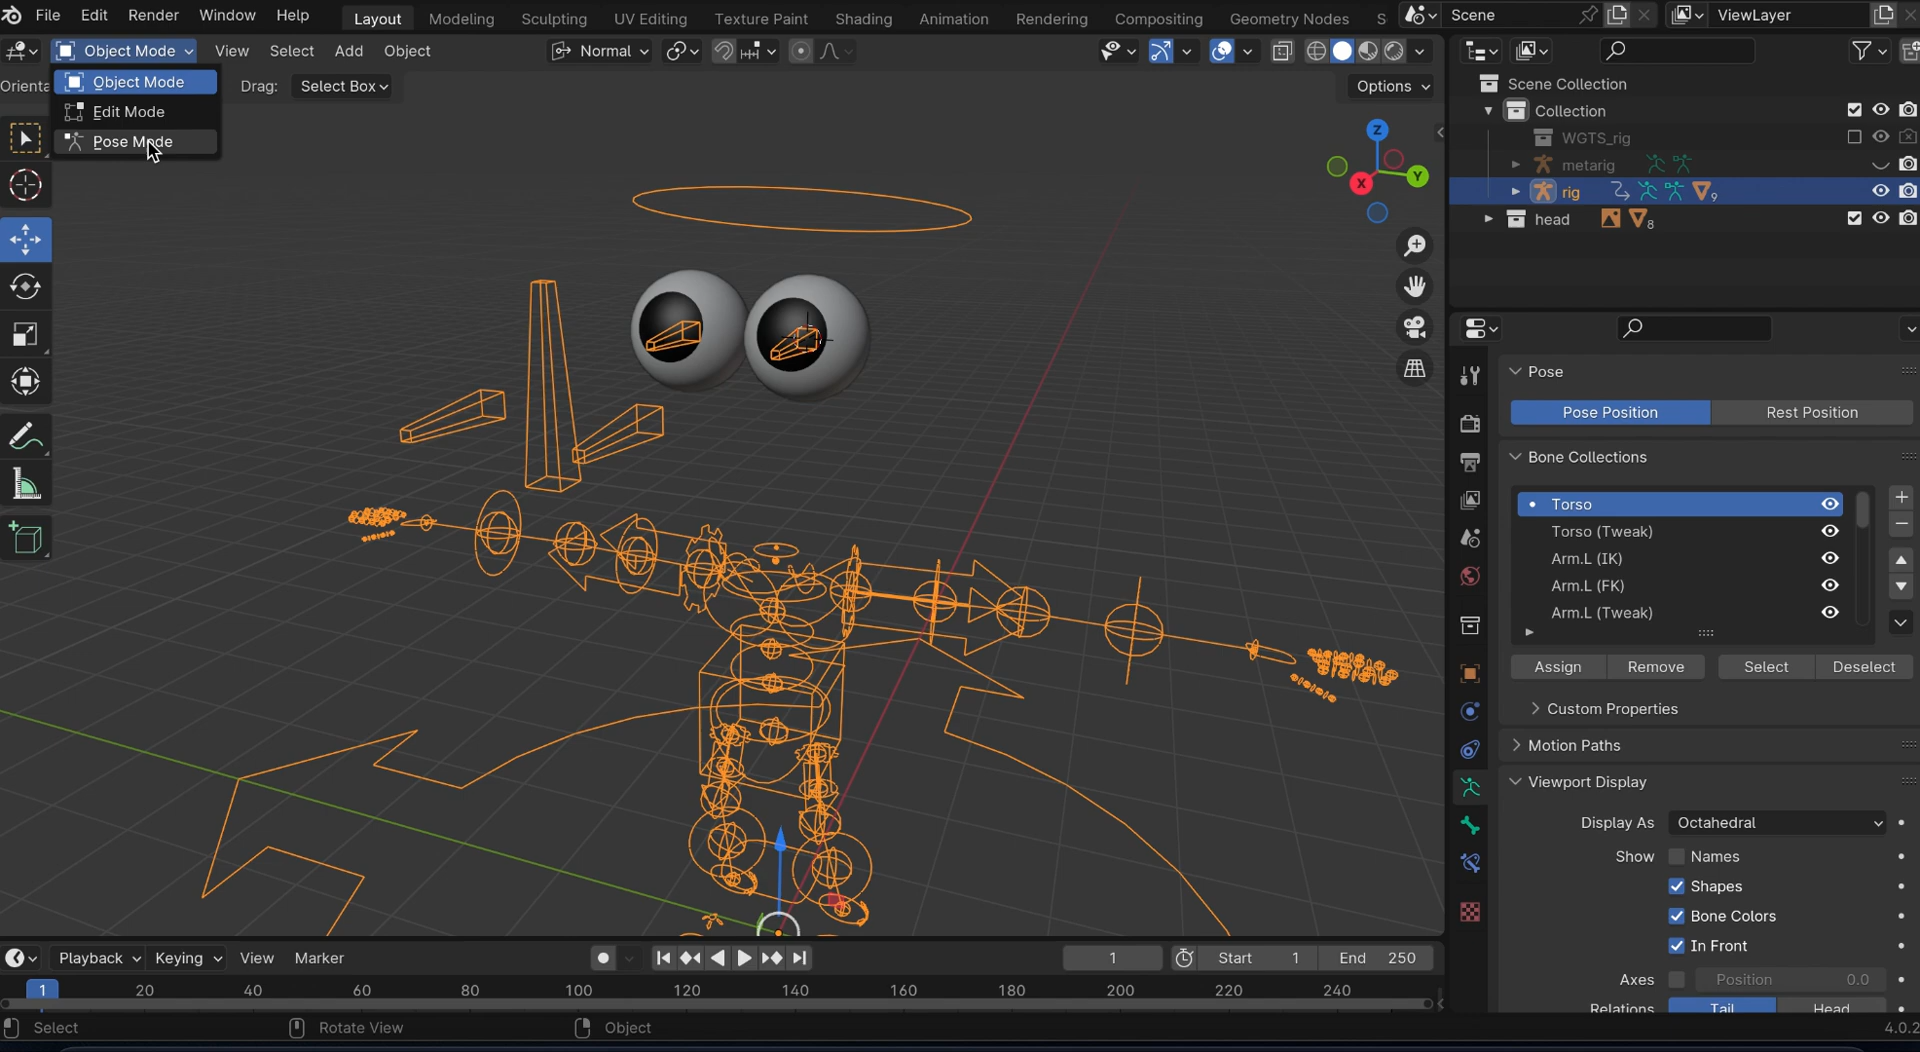 File Edit Render Window Help Layout Modeling Sculpting UV Editing Texture Paint Shading Animation Rendering Compositing Geometry Nodes S Scene ViewLayer
Object Mode View Select Add Object Normal
Orienta Drag: Select Box Options
Object Mode
Edit Mode
Pose Mode
Z
Y
X
Scene Collection
Collection
WGTS_rig
metarig
rig 9
head 8
Pose
Pose Position Rest Position
Bone Collections
Torso
Torso (Tweak)
Arm.L (IK)
Arm.L (FK)
Arm.L (Tweak)
Assign Remove Select Deselect
Custom Properties
Motion Paths
Viewport Display
Display As Octahedral
Show Names
Shapes
Bone Colors
In Front
Axes Position 0.0
Relations Tail Head
Playback Keying View Marker 1 Start 1 End 250
1 20 40 60 80 100 120 140 160 180 200 220 240
Select Rotate View Object 4.0.2